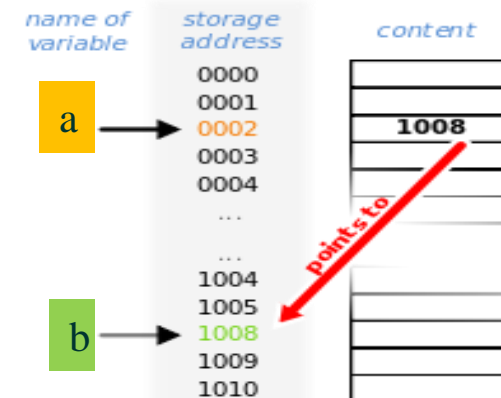 name of variable
storage address
content
0000
0001
a
0002
1008
0003
0004
...
points to
...
1004
1005
b
1008
1009
1010